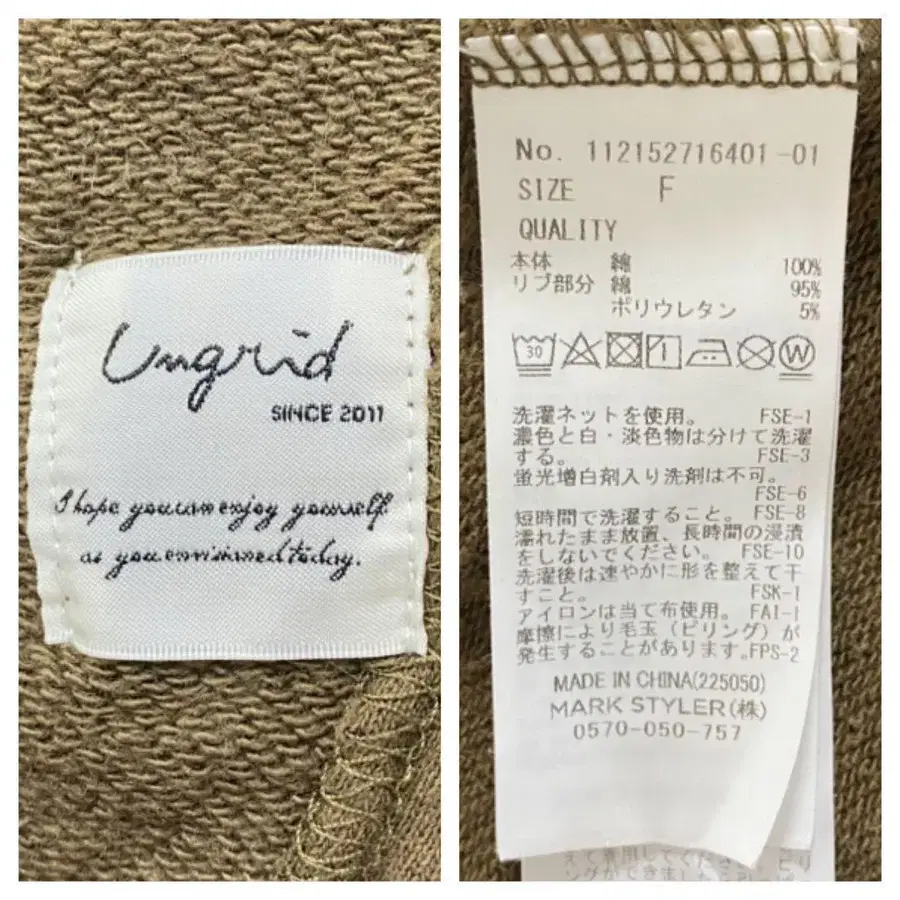 Ungrid
SINCE 2011
I hope you can enjoy yourself
as you envisioned today.
No. 112152716401-01
SIZE F
QUALITY
本体 綿 100%
リブ部分 綿 95%
ポリウレタン 5%
30
W
洗濯ネットを使用。 FSE-1
濃色と白・淡色物は分けて洗濯
する。 FSE-3
蛍光増白剤入り洗剤は不可。
FSE-6
短時間で洗濯すること。 FSE-8
濡れたまま放置、長時間の浸漬
をしないでください。 FSE-10
洗濯後は速やかに形を整えて干
すこと。 FSK-1
アイロンは当て布使用。 FAI-1
摩擦により毛玉（ピリング）が
発生することがあります。FPS-2
MADE IN CHINA(225050)
MARK STYLER(株)
0570-050-757